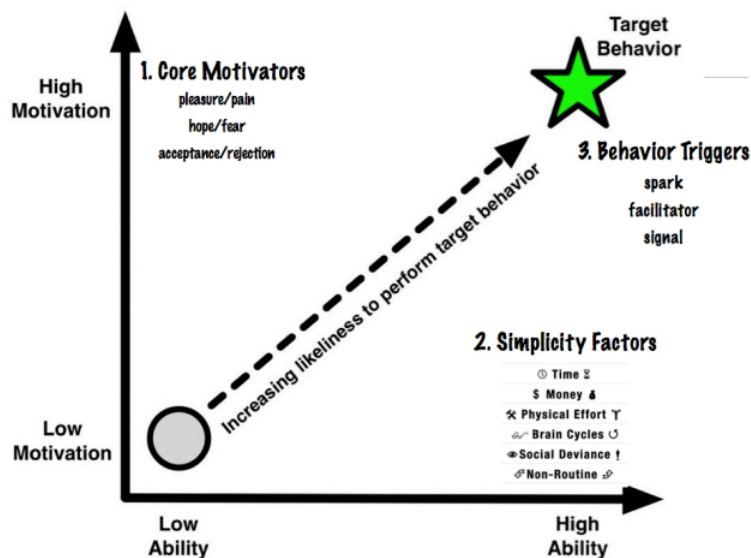 Target
Behavior
High
Motivation
1. Core Motivators
pleasure/pain
hope/fear
acceptance/rejection
3. Behavior Triggers
spark
facilitator
signal
Increasing likeliness to perform target behavior
2. Simplicity Factors
Time
$ Money
Physical Effort
Brain Cycles
Social Deviance
Non-Routine
Low
Motivation
Low
Ability
High
Ability